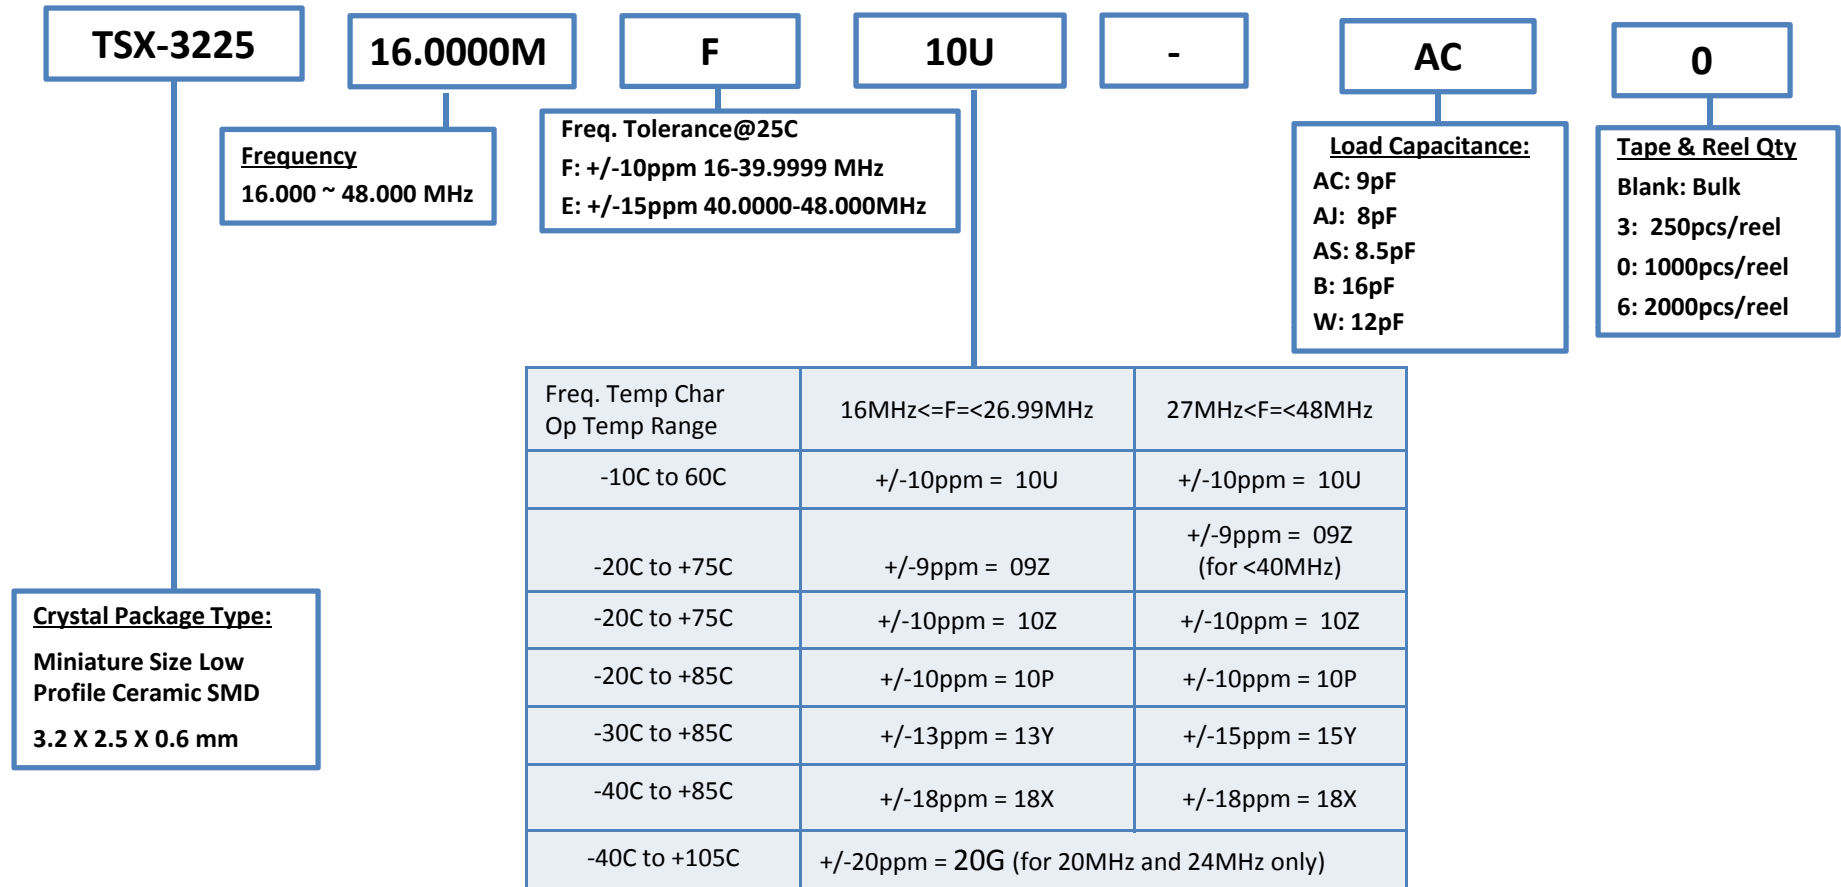 TSX-3225
16.0000M
F
10U
-
AC
0
Frequency
16.000 ~ 48.000 MHz
Freq. Tolerance@25C
F: +/-10ppm 16-39.9999 MHz
E: +/-15ppm 40.0000-48.000MHz
Load Capacitance:
AC: 9pF
AJ: 8pF
AS: 8.5pF
B: 16pF
W: 12pF
Tape & Reel Qty
Blank: Bulk
3: 250pcs/reel
0: 1000pcs/reel
6: 2000pcs/reel
Freq. Temp Char
Op Temp Range
16MHz<=F=<26.99MHz
27MHz<F=<48MHz
-10C to 60C
+/-10ppm = 10U
+/-10ppm = 10U
-20C to +75C
+/-9ppm = 09Z
+/-9ppm = 09Z
(for <40MHz)
-20C to +75C
+/-10ppm = 10Z
+/-10ppm = 10Z
-20C to +85C
+/-10ppm = 10P
+/-10ppm = 10P
-30C to +85C
+/-13ppm = 13Y
+/-15ppm = 15Y
-40C to +85C
+/-18ppm = 18X
+/-18ppm = 18X
-40C to +105C
+/-20ppm = 20G (for 20MHz and 24MHz only)
Crystal Package Type:
Miniature Size Low
Profile Ceramic SMD
3.2 X 2.5 X 0.6 mm